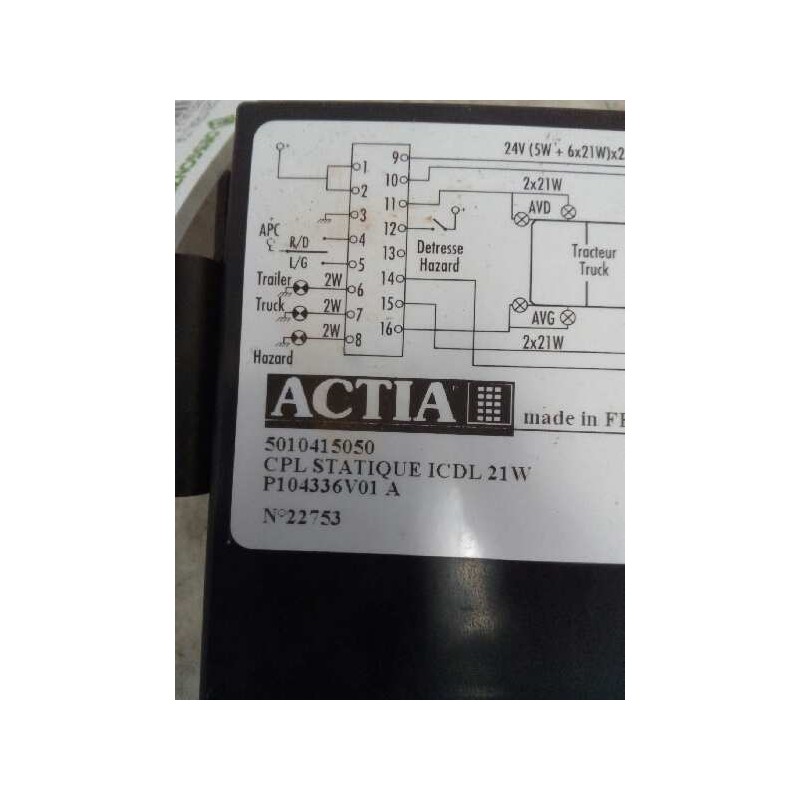 24V (5W + 6x21W)x2
1 9
2 10
3 11 2x21W
AVD
APC R/D 4 12
L/G 5 13 Detresse
Hazard
Tracteur
Truck
Trailer 2W 6 14
Truck 2W 7 15
2W 8 16 AVG
Hazard 2x21W
ACTIA made in FR
5010415050
CPL STATIQUE ICDL 21W
P104336V01 A
N°22753